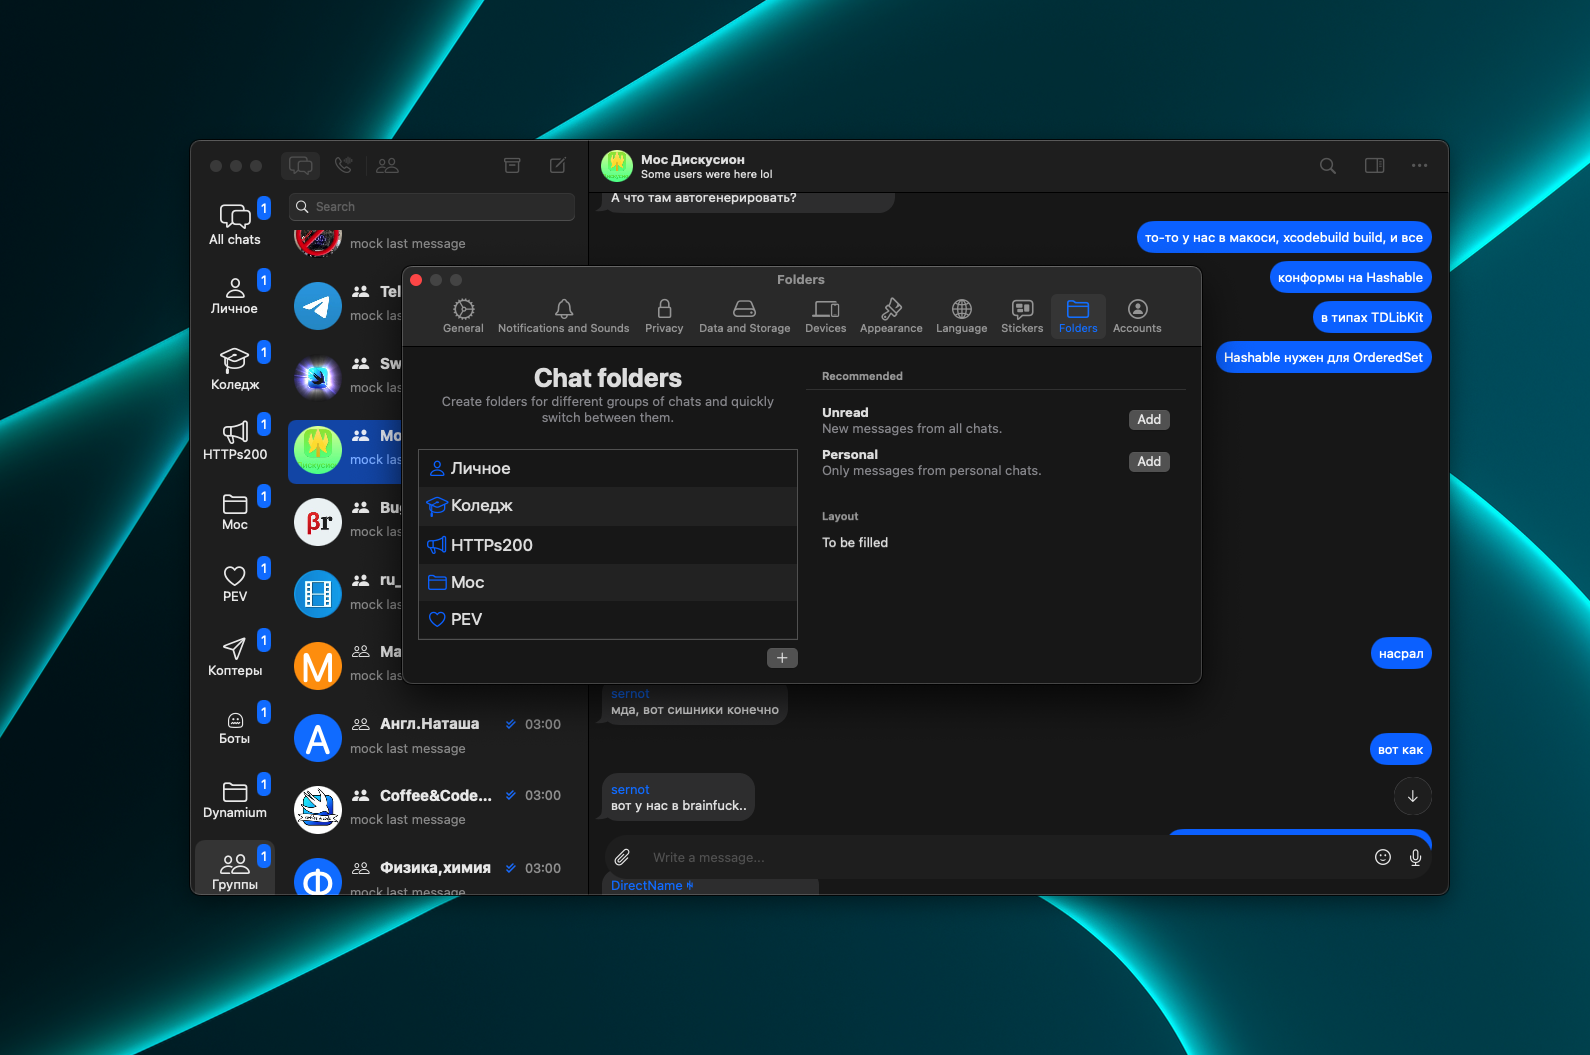 Мос Дискусион
Some users were here lol
Search
1
All chats
1
Личное
1
Коледж
1
HTTPs200
1
Мос
1
PEV
1
Коптеры
1
Боты
1
Dynamium
1
Группы
mock last message
Tel
mock las
Sw
mock las
Мо
mock las
Bug
βr
mock las
ru_
mock las
M
Ма
mock las
А
Англ.Наташа
03:00
mock last message
Coffee&Code...
03:00
mock last message
Ф
Физика,химия
03:00
mock last message
А что там автогенерировать?
то-то у нас в макоси, xcodebuild build, и все
конформы на Hashable
в типах TDLibKit
Hashable нужен для OrderedSet
насрал
sernot
мда, вот сишники конечно
вот как
sernot
вот у нас в brainfuck..
Write a message...
DirectName
Folders
General
Notifications and Sounds
Privacy
Data and Storage
Devices
Appearance
Language
Stickers
Folders
Accounts
Chat folders
Create folders for different groups of chats and quickly
switch between them.
Личное
Коледж
HTTPs200
Мос
PEV
+
Recommended
Unread
New messages from all chats.
Add
Personal
Only messages from personal chats.
Add
Layout
To be filled